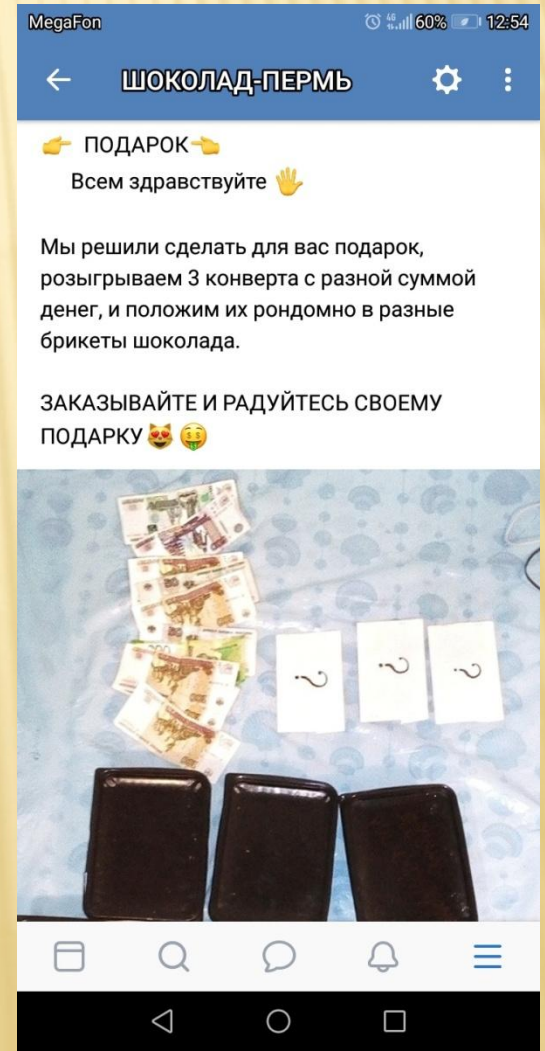 MegaFon 4G 60% 12:54
ШОКОЛАД-ПЕРМЬ
👉 ПОДАРОК👈
Всем здравствуйте 🖐
Мы решили сделать для вас подарок,
розыгрываем 3 конверта с разной суммой
денег, и положим их рондомно в разные
брикеты шоколада.
ЗАКАЗЫВАЙТЕ И РАДУЙТЕСЬ СВОЕМУ
ПОДАРКУ😻 🤑
? ? ?